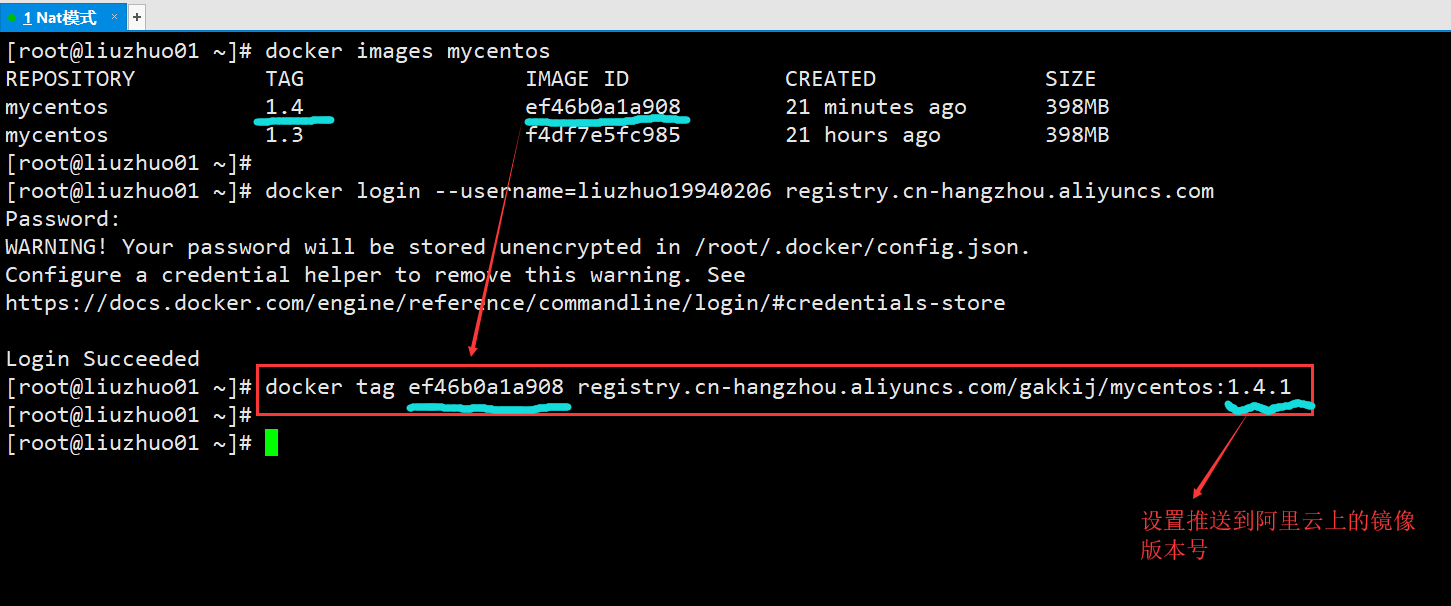 1 Nat模式 × +
[root@liuzhuo01 ~]# docker images mycentos
REPOSITORY TAG IMAGE ID CREATED SIZE
mycentos 1.4 ef46b0a1a908 21 minutes ago 398MB
mycentos 1.3 f4df7e5fc985 21 hours ago 398MB
[root@liuzhuo01 ~]#
[root@liuzhuo01 ~]# docker login --username=liuzhuo19940206 registry.cn-hangzhou.aliyuncs.com
Password:
WARNING! Your password will be stored unencrypted in /root/.docker/config.json.
Configure a credential helper to remove this warning. See
https://docs.docker.com/engine/reference/commandline/login/#credentials-store
Login Succeeded
[root@liuzhuo01 ~]# docker tag ef46b0a1a908 registry.cn-hangzhou.aliyuncs.com/gakkij/mycentos:1.4.1
[root@liuzhuo01 ~]#
[root@liuzhuo01 ~]#
设置推送到阿里云上的镜像
版本号